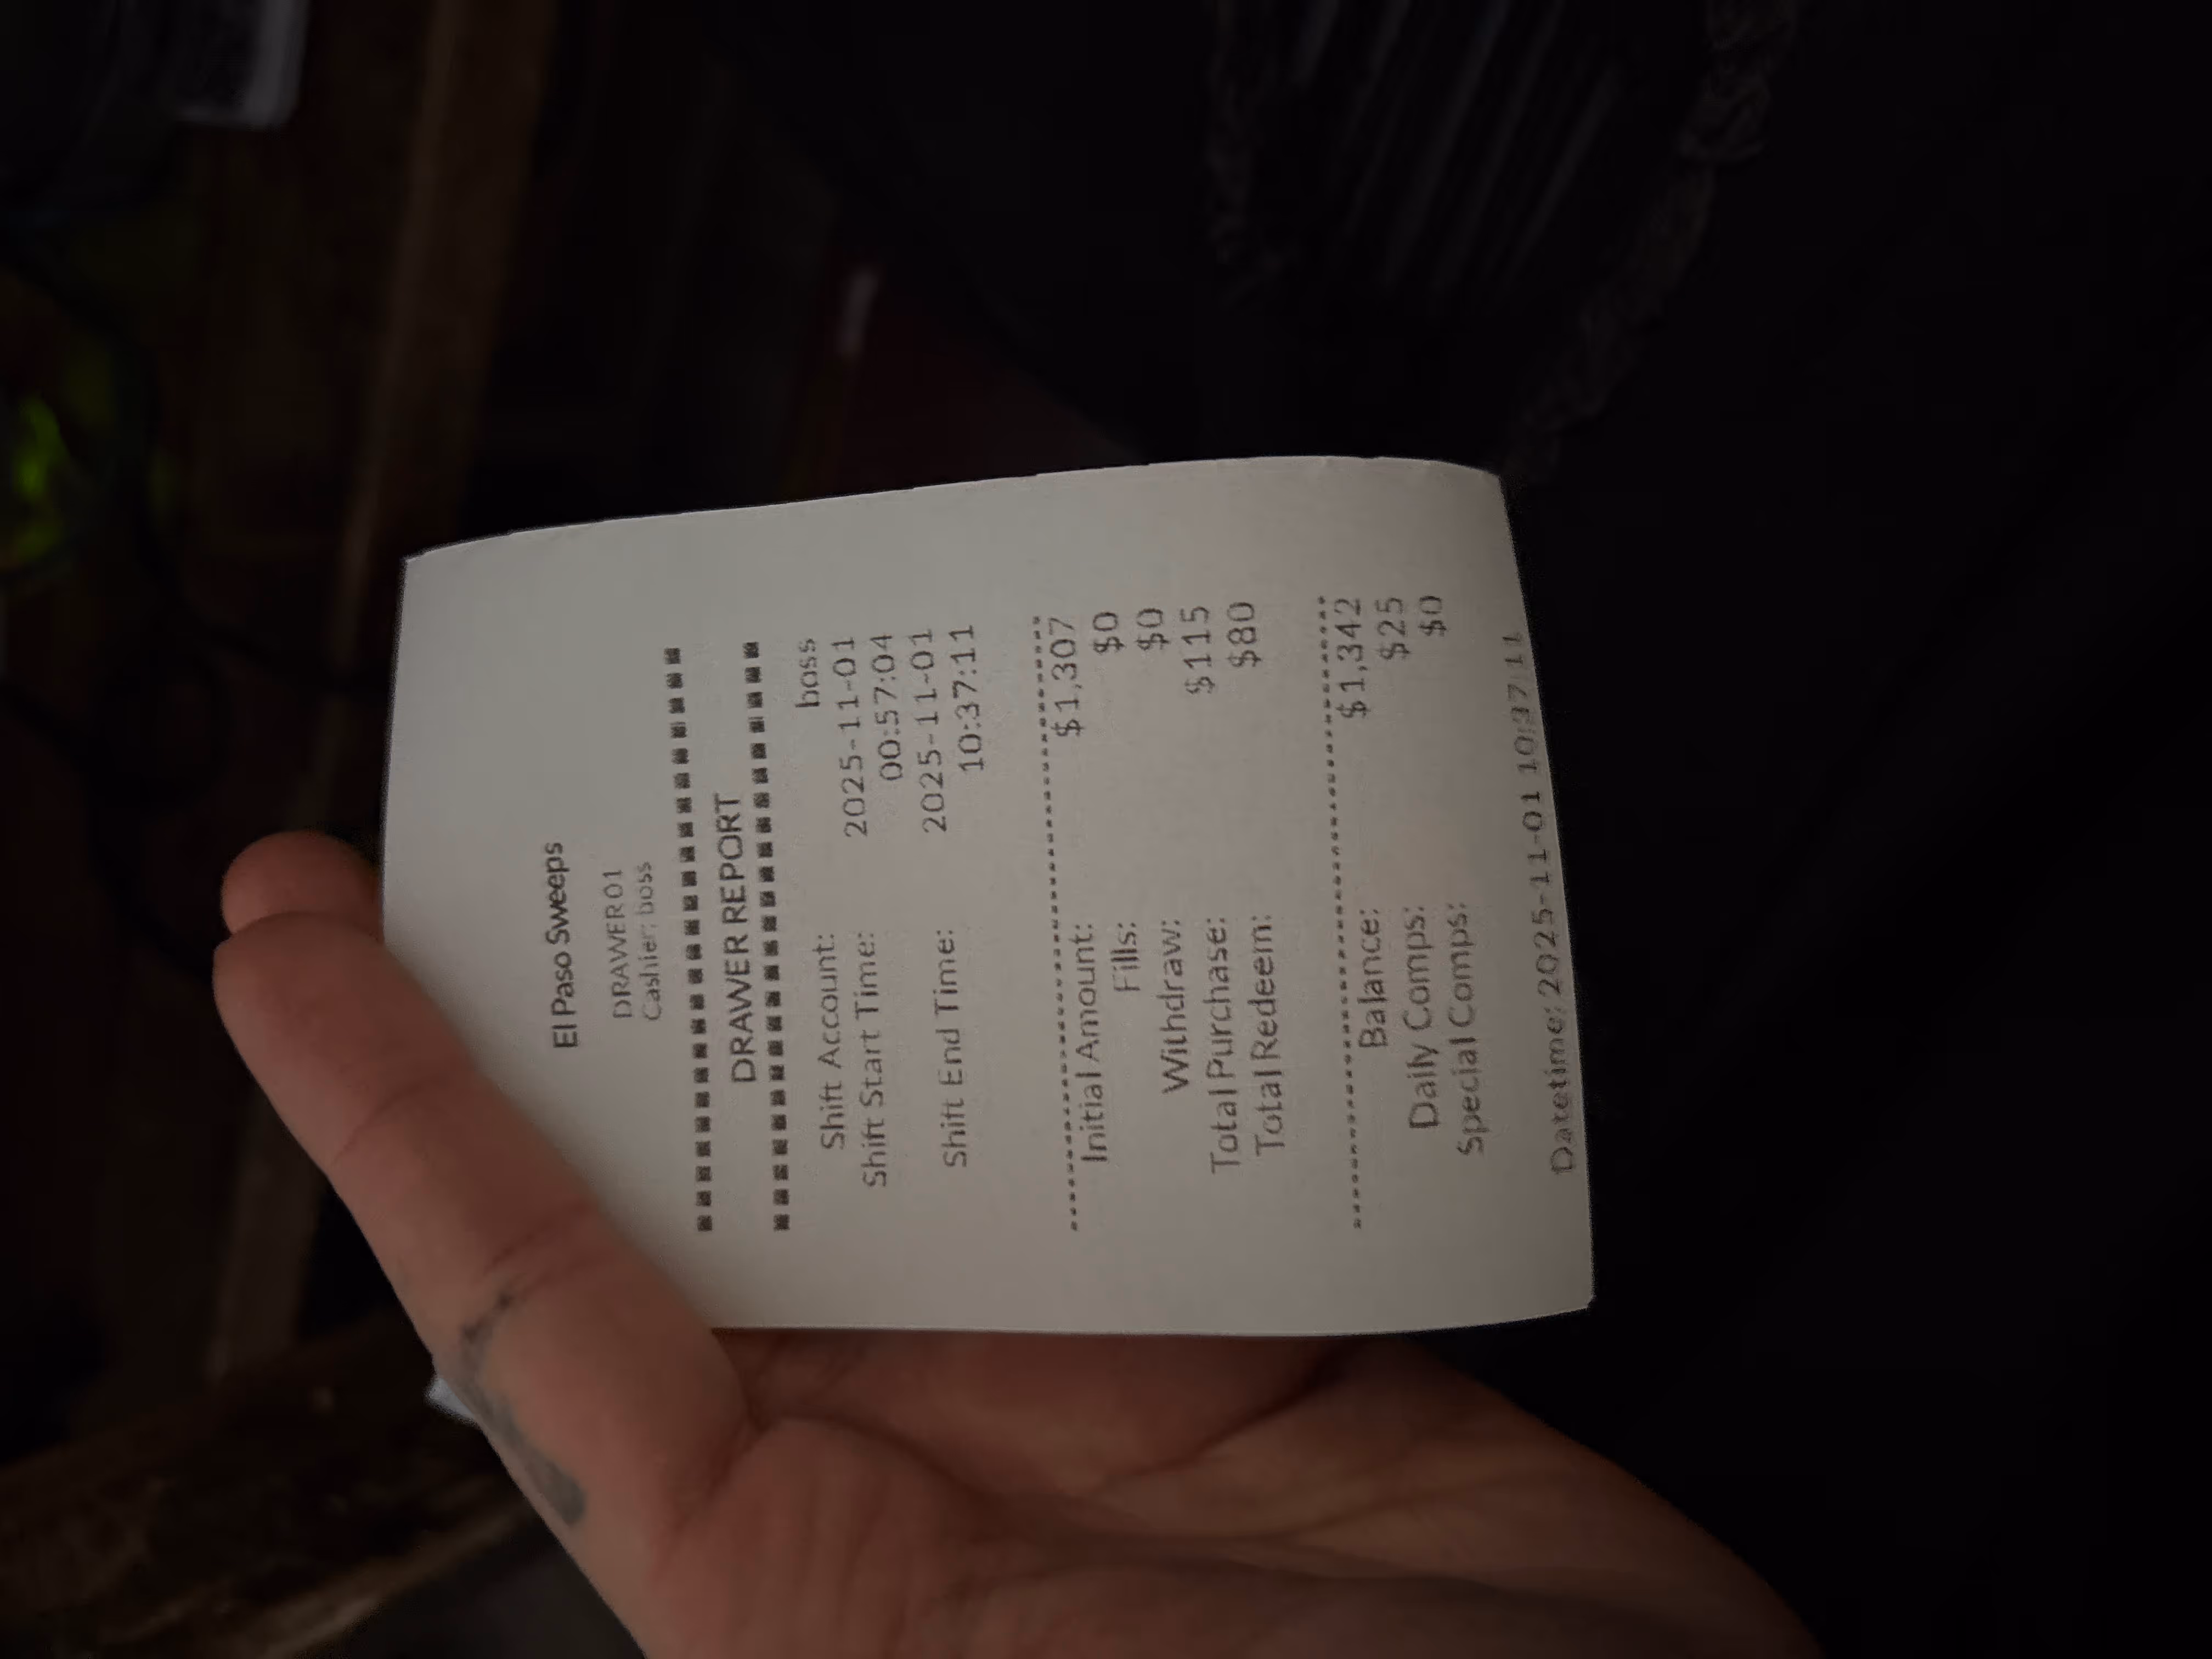 El Paso Sweeps
DRAWER01
Cashier: boss
DRAWER REPORT
Shift Account: boss
Shift Start Time: 2025-11-01
00:57:04
Shift End Time: 2025-11-01
10:37:11
Initial Amount: $1,307
Fills: $0
Withdraw: $0
Total Purchase: $115
Total Redeem: $80
Balance: $1,342
Daily Comps: $25
Special Comps: $0
Datetime: 2025-11-01 10:37:11